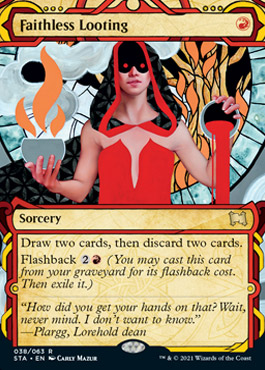 Faithless Looting
Sorcery
Draw two cards, then discard two cards.
Flashback 2 (You may cast this card
from your graveyard for its flashback cost.
Then exile it.)
“How did you get your hands on that? Wait,
never mind. I don’t want to know.”
—Plargg, Lorehold dean
038/063 R
STA • EN CARLY MAZUR
™ & © 2021 Wizards of the Coast